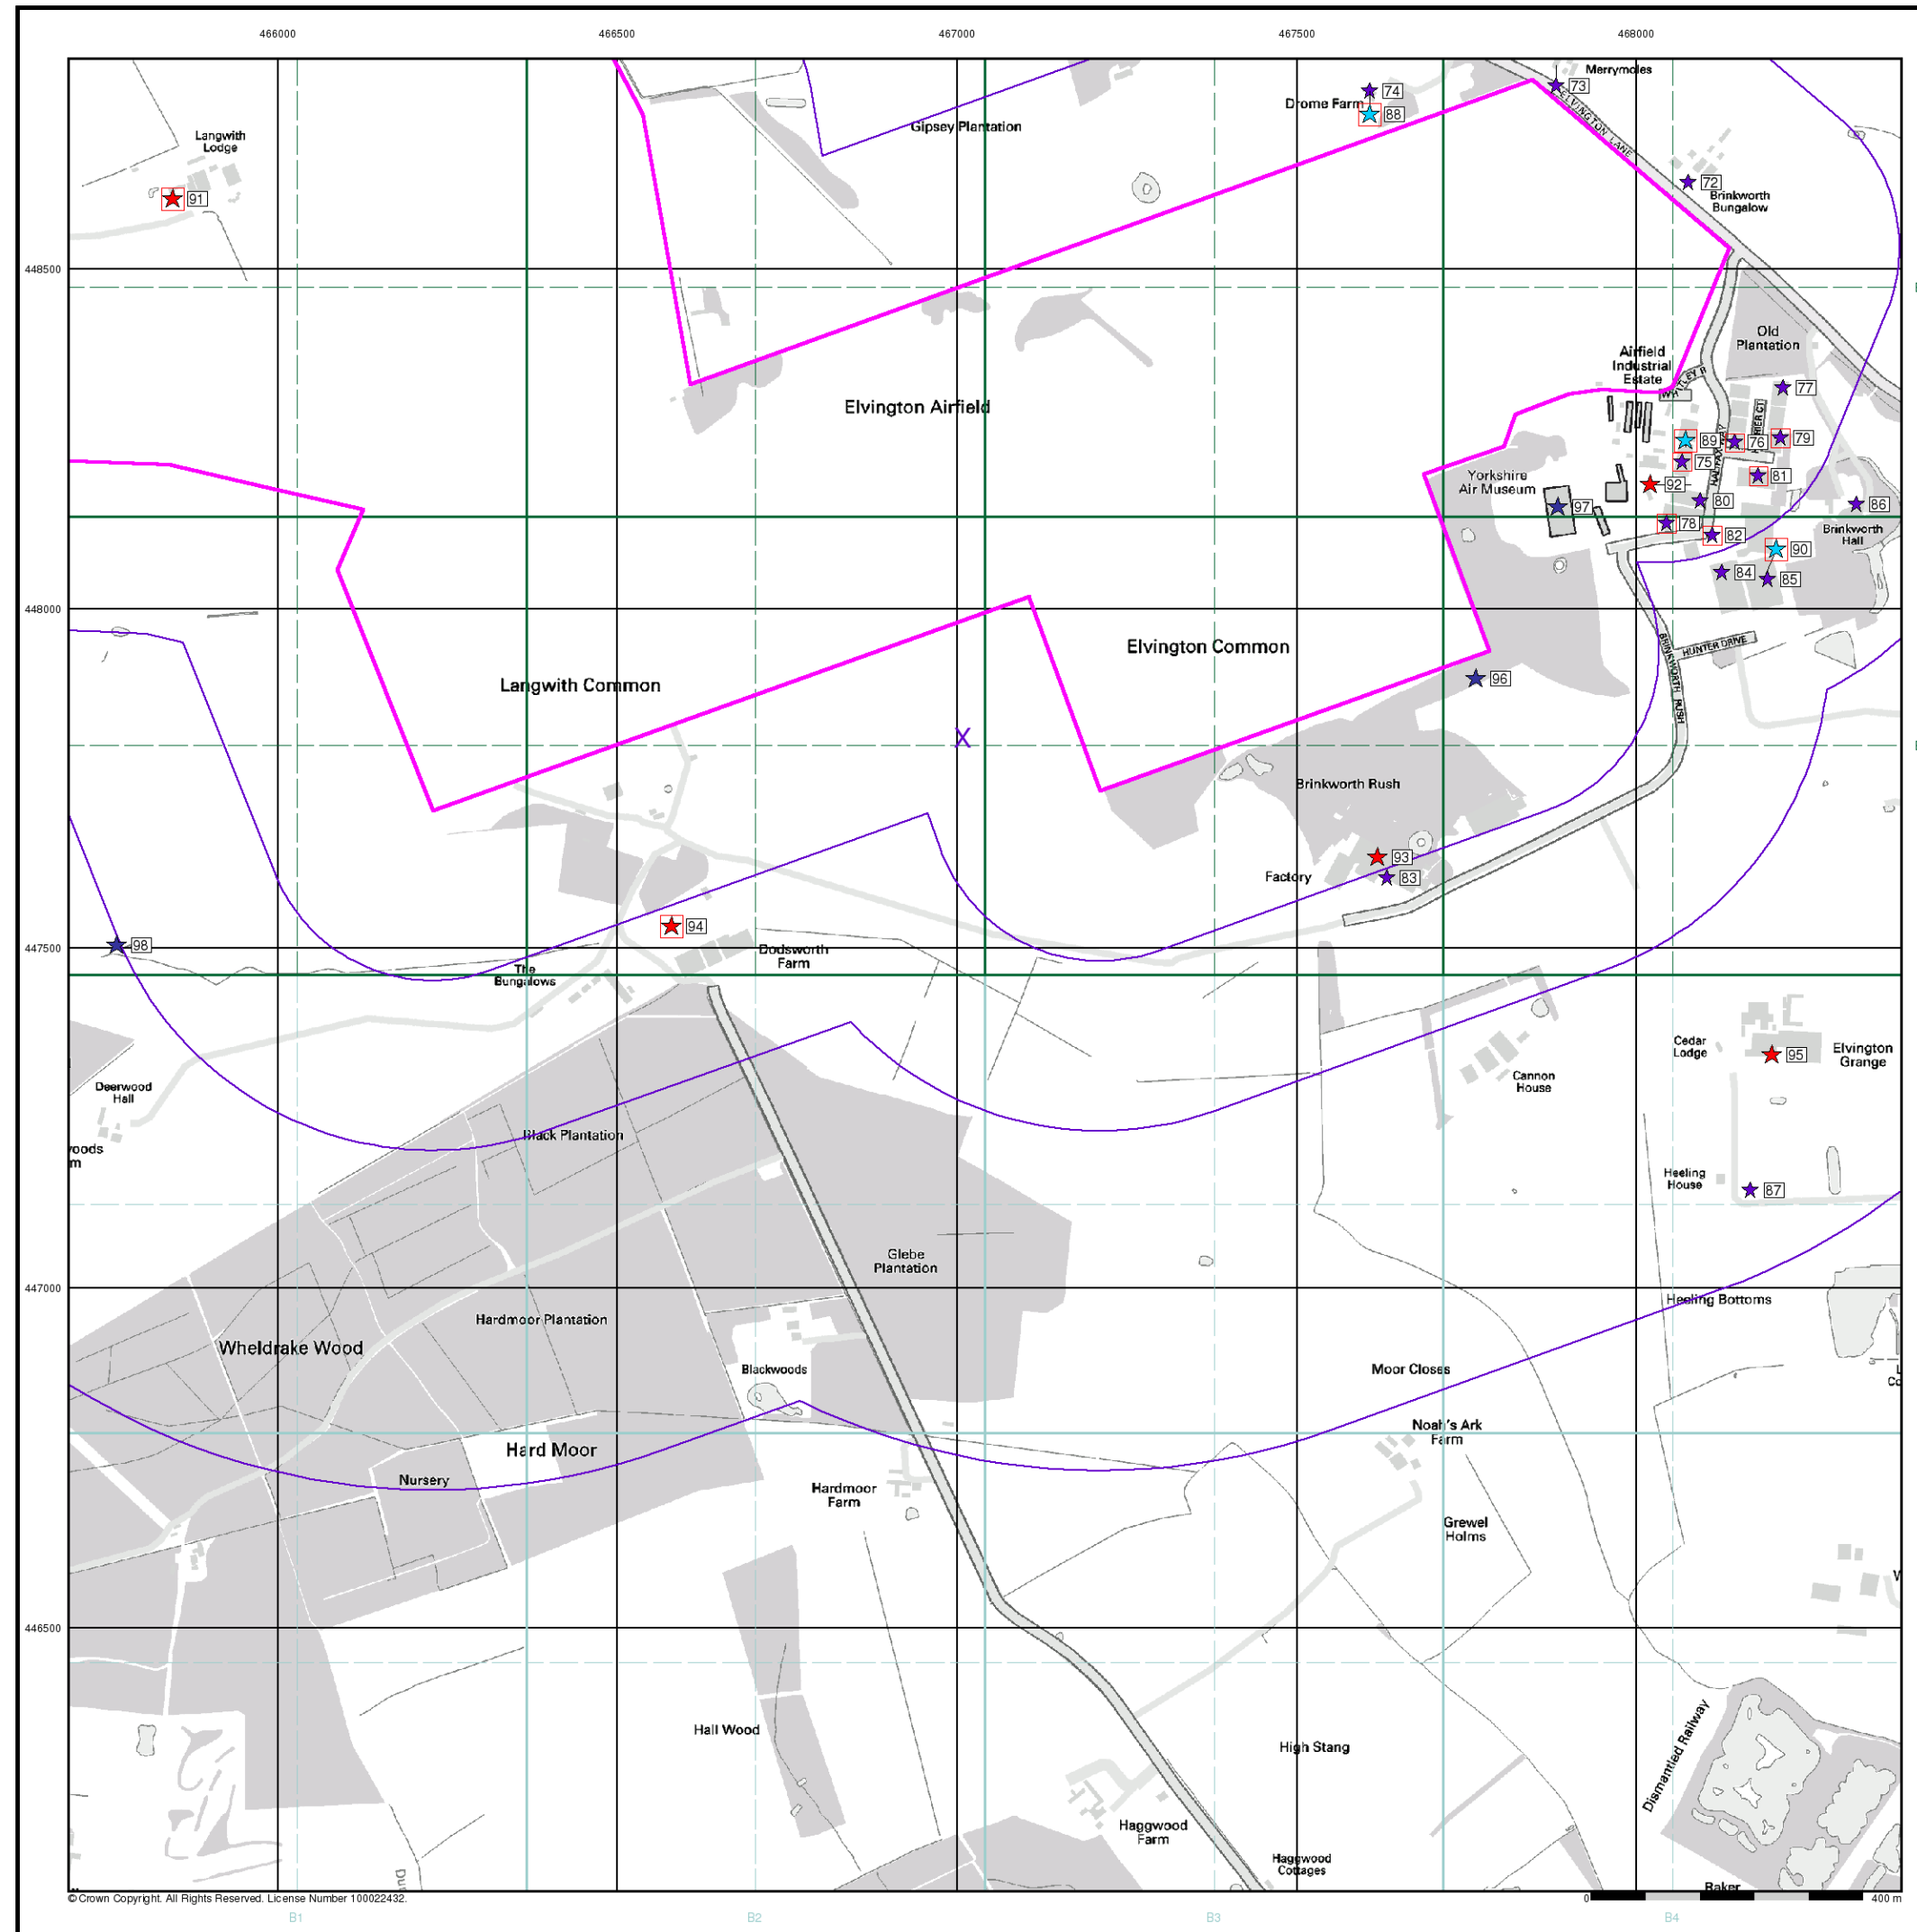 466000 466500 467000 467500 468000
Merrymoles
73
74
Drome Farm
88
ELVINGTON LANE
Gipsey Plantation
Langwith
Lodge
91
72
Brinkworth
Bungalow
448500
Old
Plantation
Airfield
Industrial
Estate
77
Elvington Airfield
89
76
79
75
HALIFAX WAY
Yorkshire
Air Museum
92
81
80
86
97
78
82
Brinkworth
Hall
90
84
85
448000
Elvington Common
HUNTER DRIVE
BRINKWORTH RUSH
Langwith Common
96
X
Brinkworth Rush
93
Factory
83
94
98
447500
Dodsworth
Farm
The
Bungalows
Cedar
Lodge
95
Elvington
Grange
Cannon
House
Deerwood
Hall
Black Plantation
Heeling
House
87
Glebe
Plantation
447000
Heeling Bottoms
Hardmoor Plantation
Wheldrake Wood
Blackwoods
Moor Closes
Noah's Ark
Farm
Hard Moor
Nursery
Hardmoor
Farm
Grewel
Holms
446500
Hall Wood
High Stang
Dismantled Railway
Haggwood
Farm
Haggwood
Cottages
Raker
© Crown Copyright. All Rights Reserved. License Number 100022432.
0 400 m
B1 B2 B3 B4